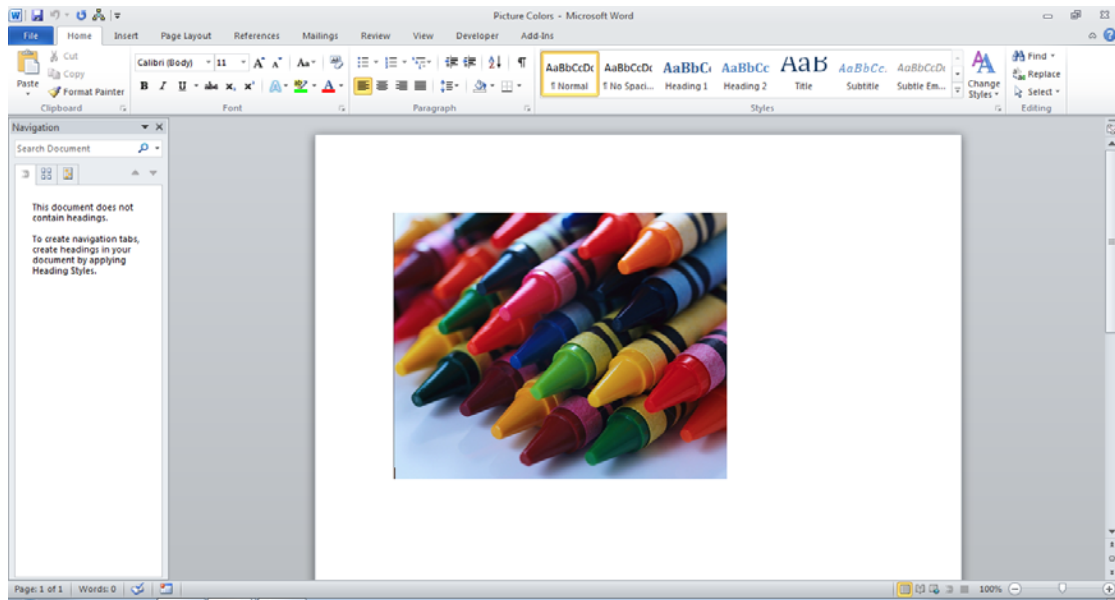 Picture Colors - Microsoft Word
File Home Insert Page Layout References Mailings Review View Developer Add-Ins
Paste
Cut
Copy
Format Painter
Clipboard
Calibri (Body) 11 A A Aa
B I U abc x, x² A A
Font
Paragraph
AaBbCcDc AaBbCcDc AaBbCc AaBbCc AaB AaBbCc. AaBbCcDc
¶ Normal ¶ No Spaci... Heading 1 Heading 2 Title Subtitle Subtle Em...
Styles
Change Styles
Find
Replace
Select
Editing
Navigation
Search Document
This document does not
contain headings.
To create navigation tabs,
create headings in your
document by applying
Heading Styles.
Page: 1 of 1 Words: 0 100%